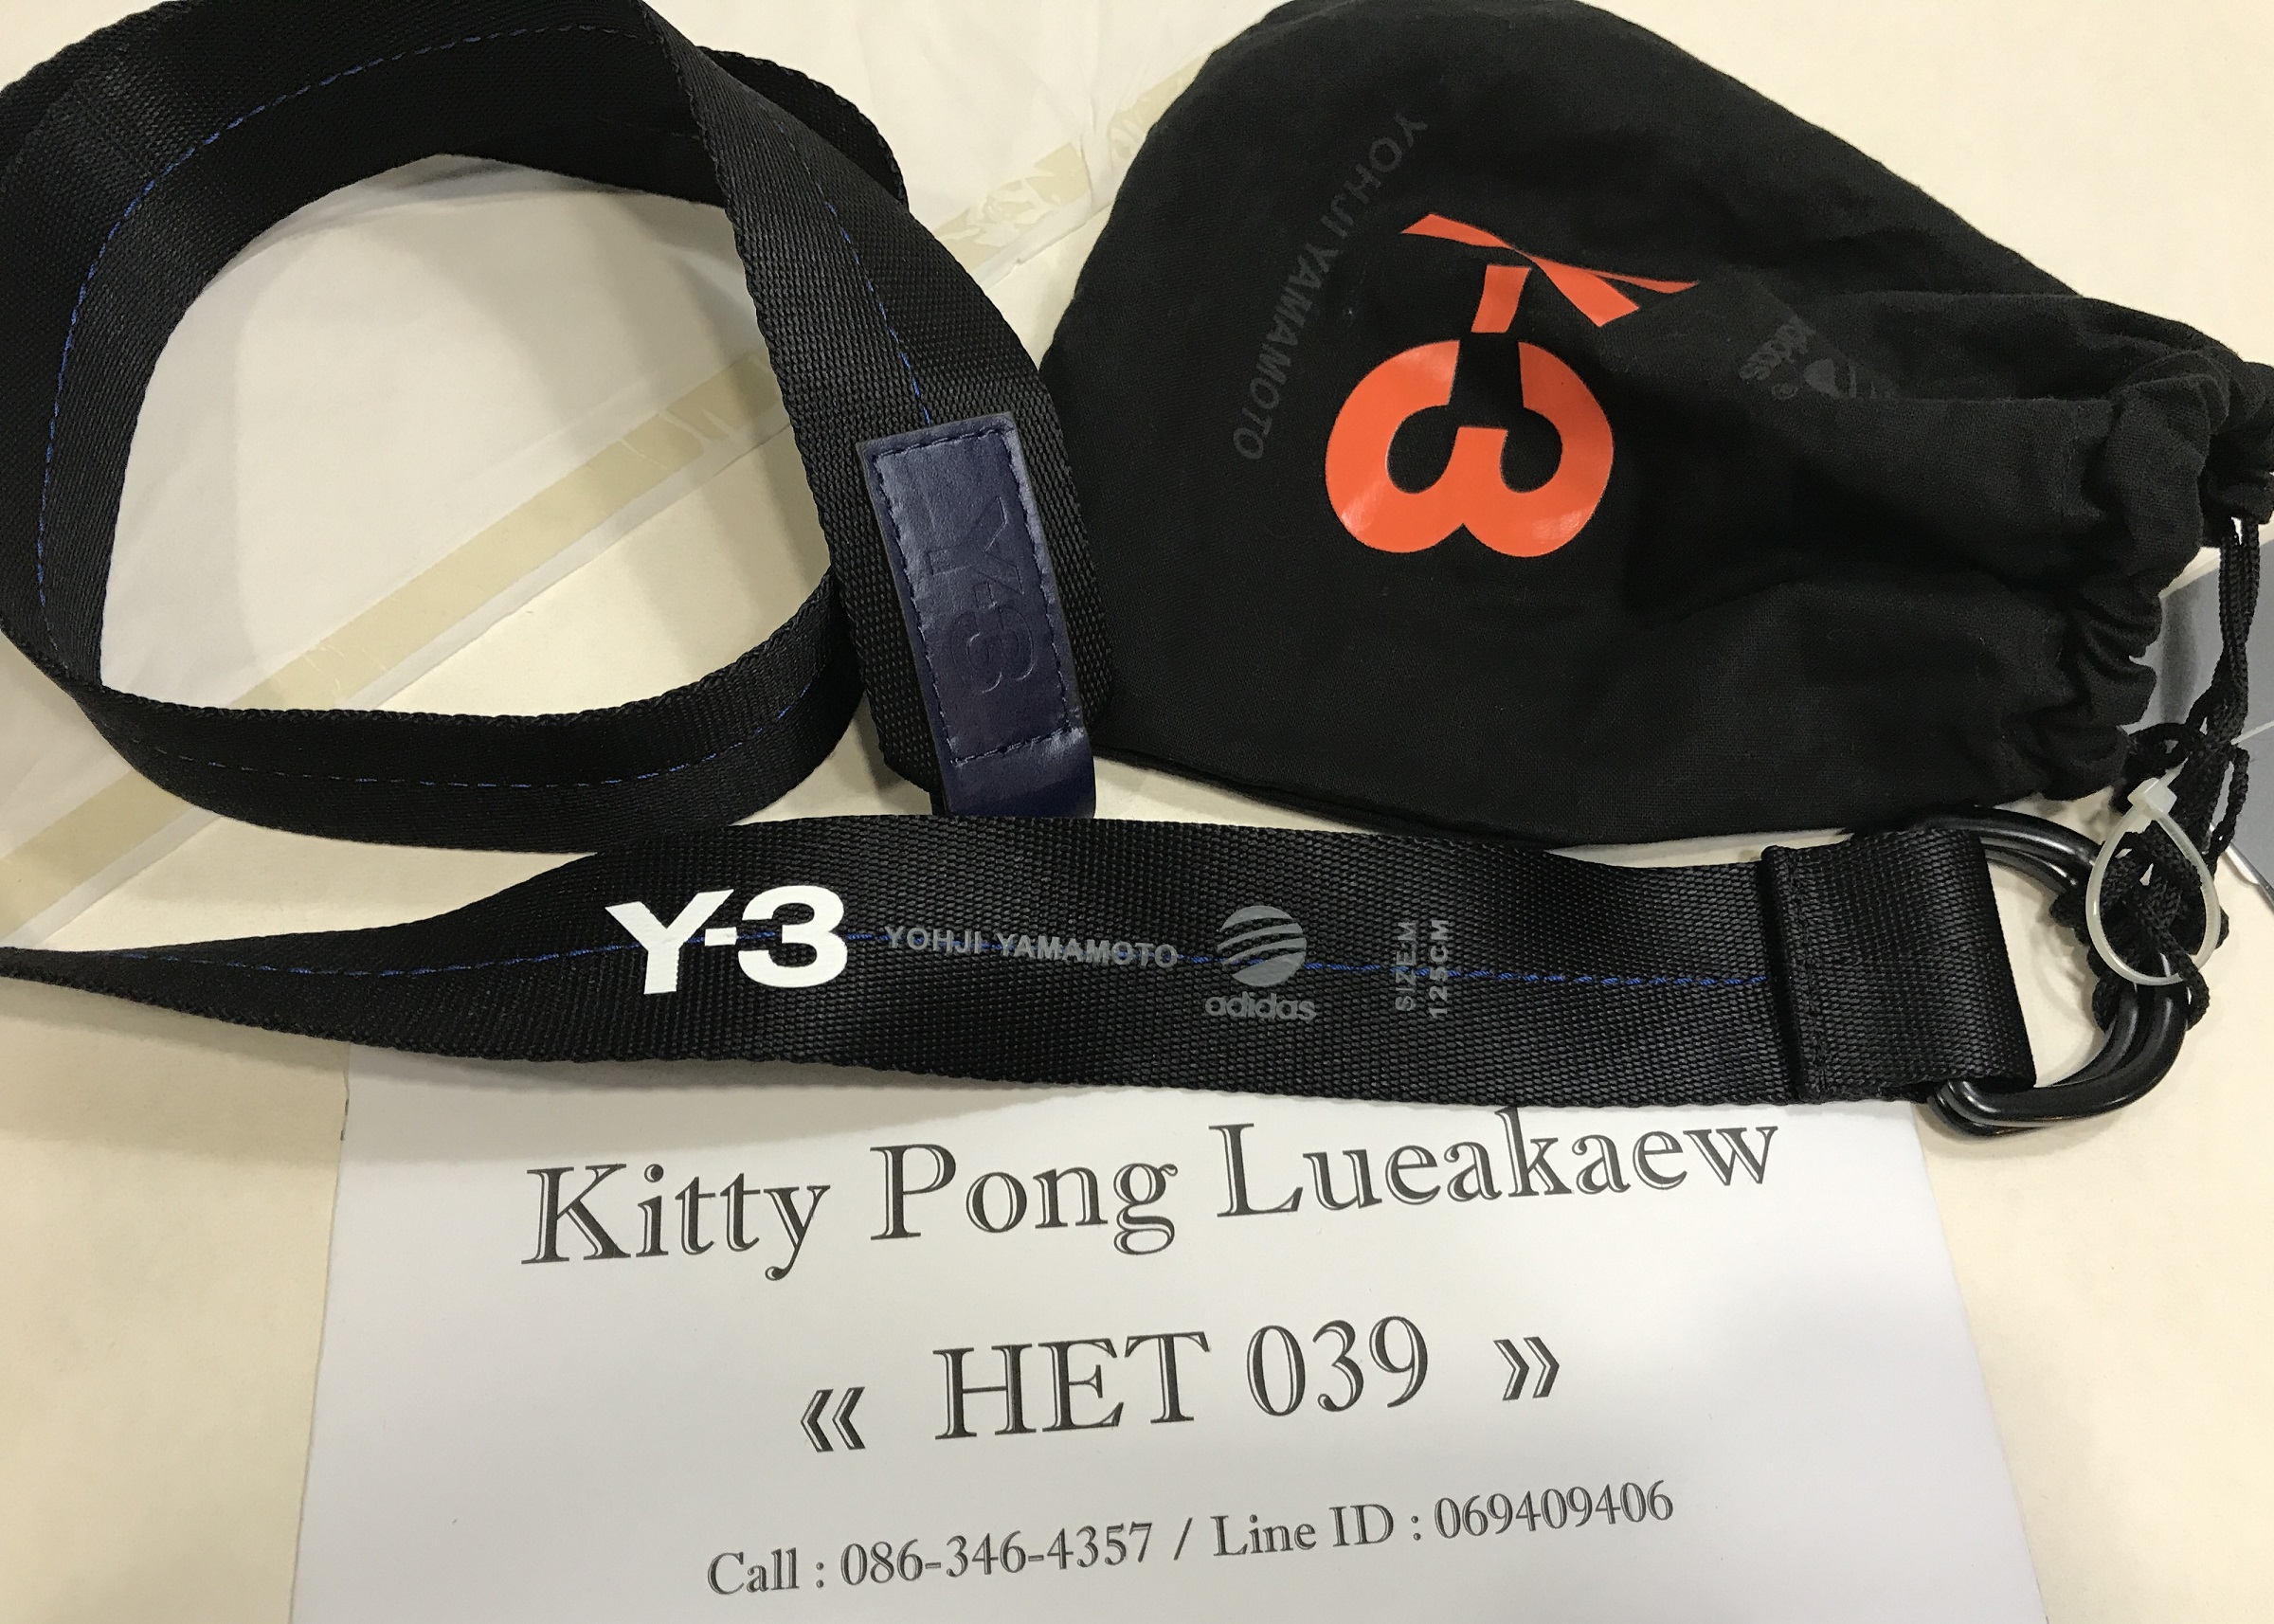 YOHJI YAMAMOTO
Y-3
adidas
Y-3
Y-3 YOHJI YAMAMOTO adidas
SIZE:M
125CM
Kitty Pong Lueakaew
« HET 039 »
Call : 086-346-4357 / Line ID : 069409406